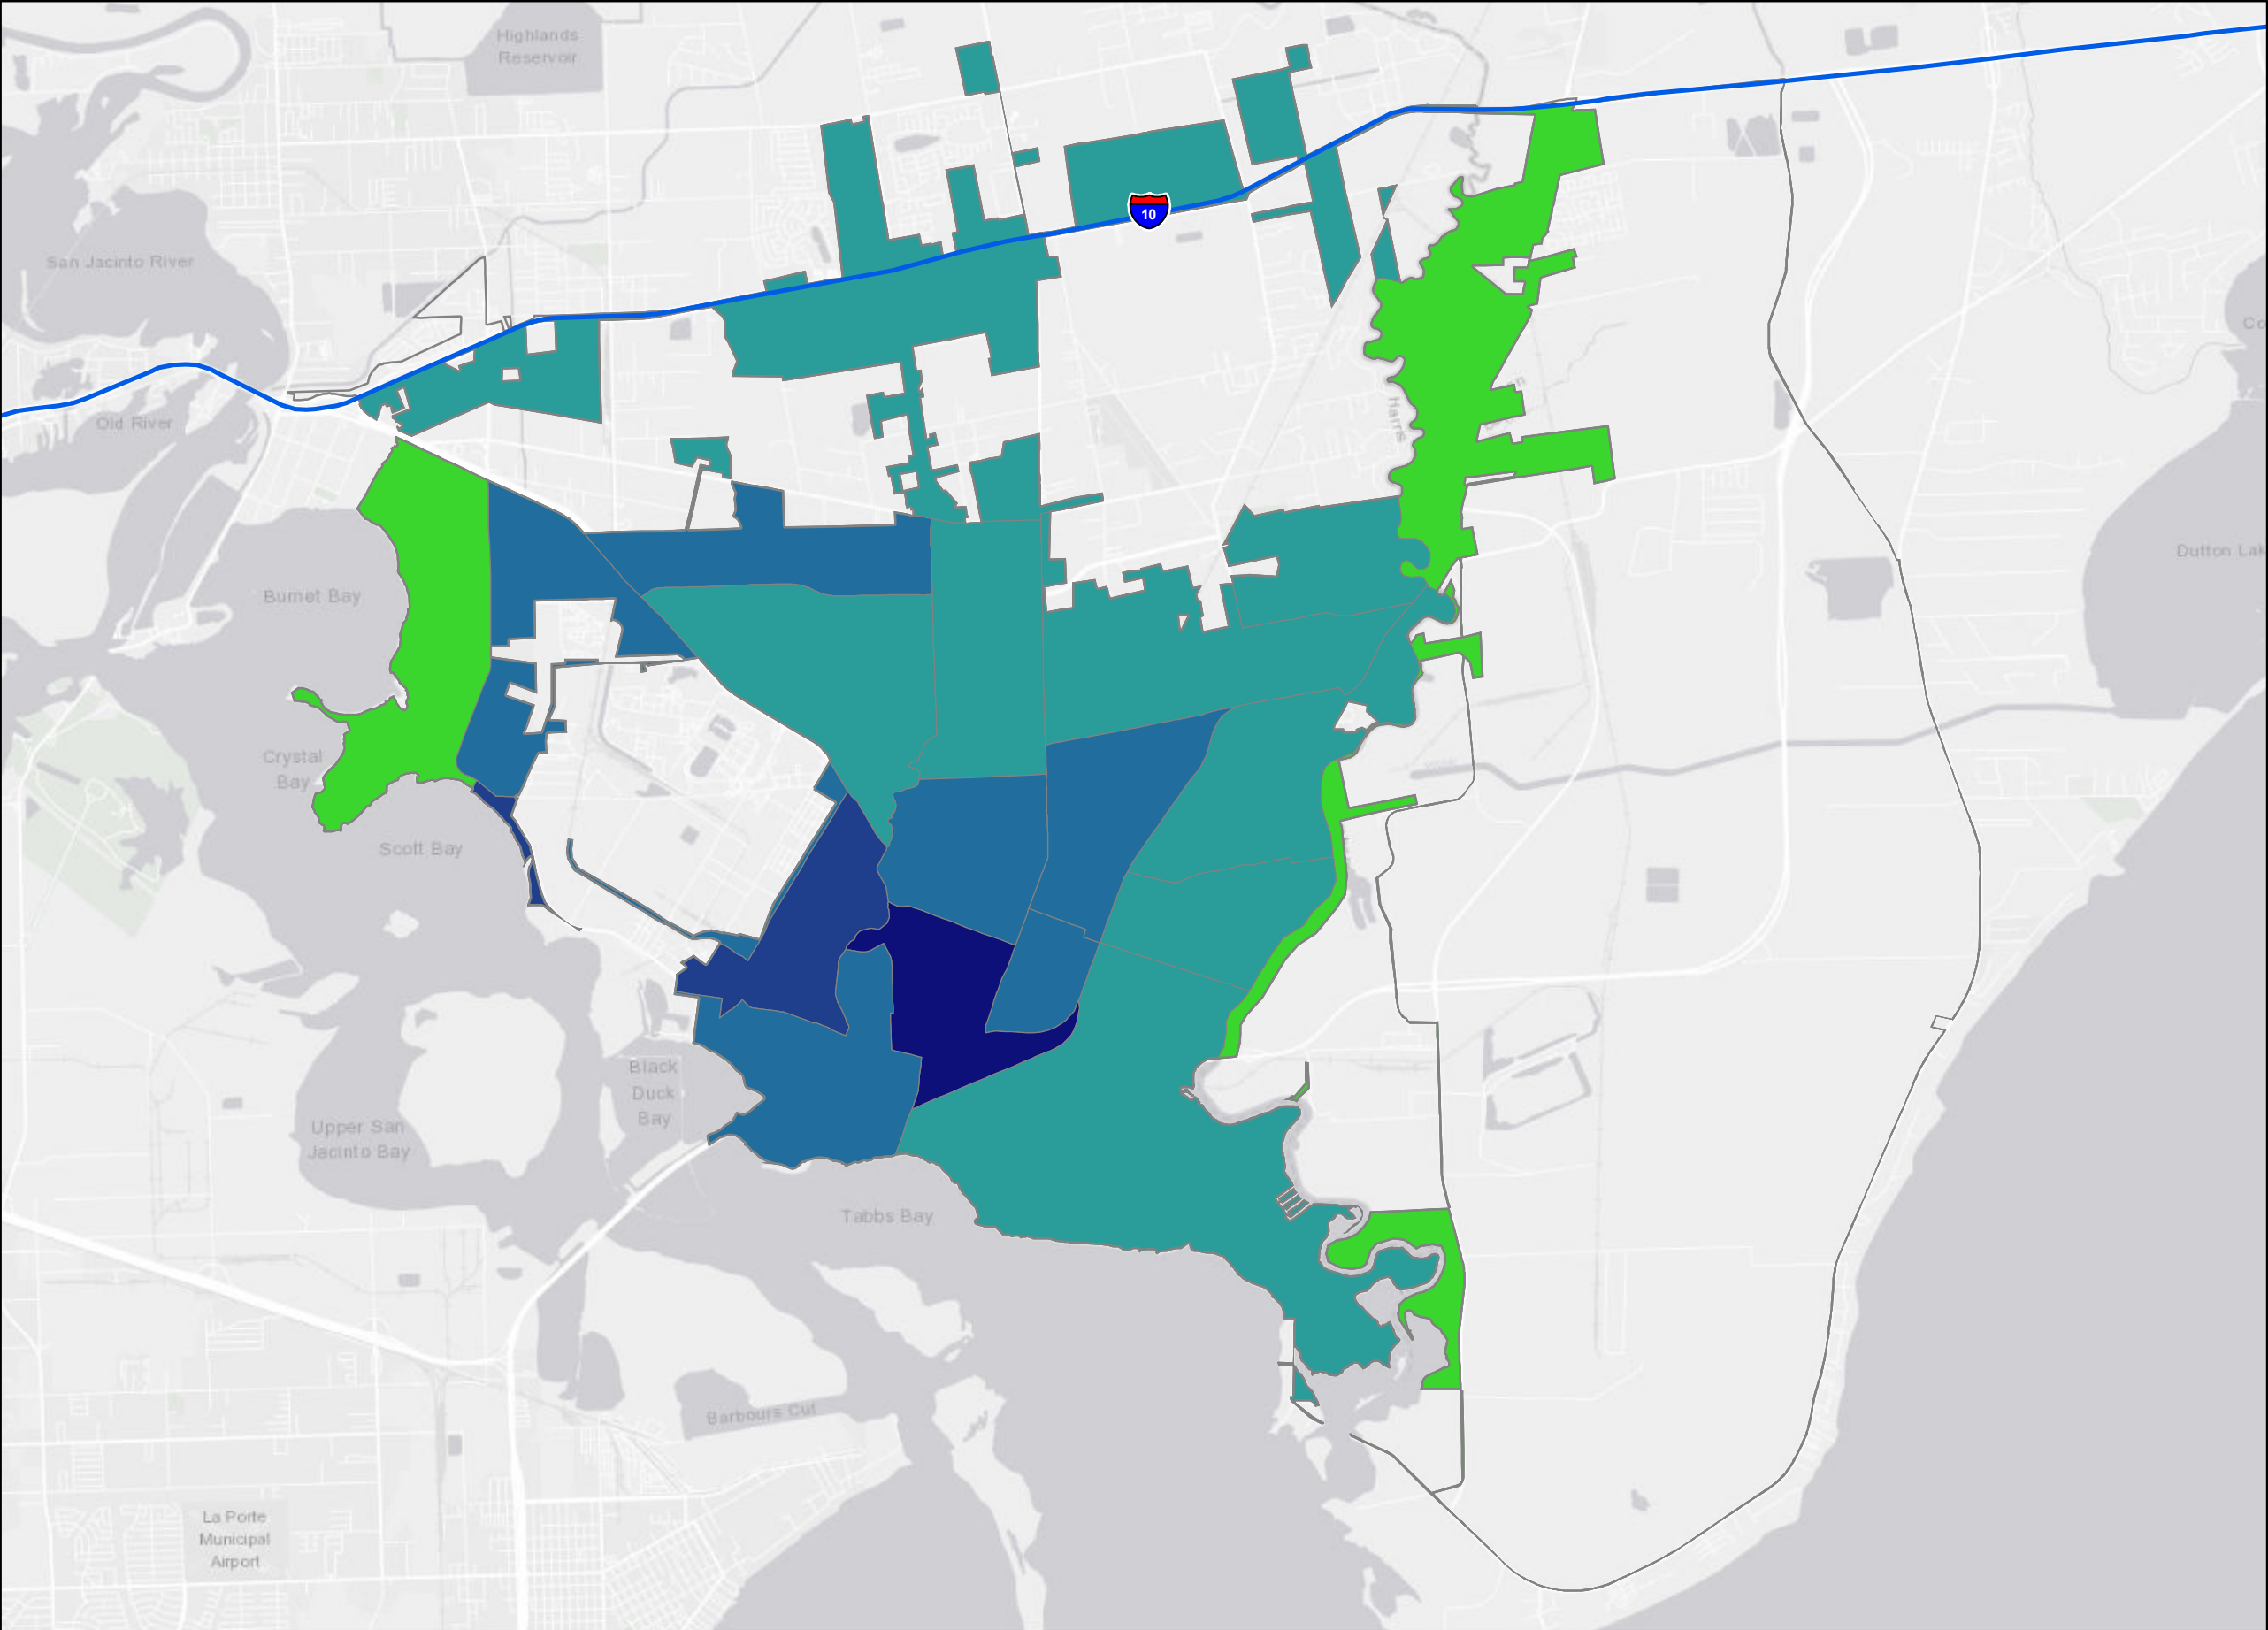 Highlands
Reservoir
10
San Jacinto River
Old River
Harris
Dutton Lak
Burnet Bay
Crystal
Bay
Scott Bay
Black
Duck
Bay
Upper San
Jacinto Bay
Tabbs Bay
Barbours Cut
La Porte
Municipal
Airport